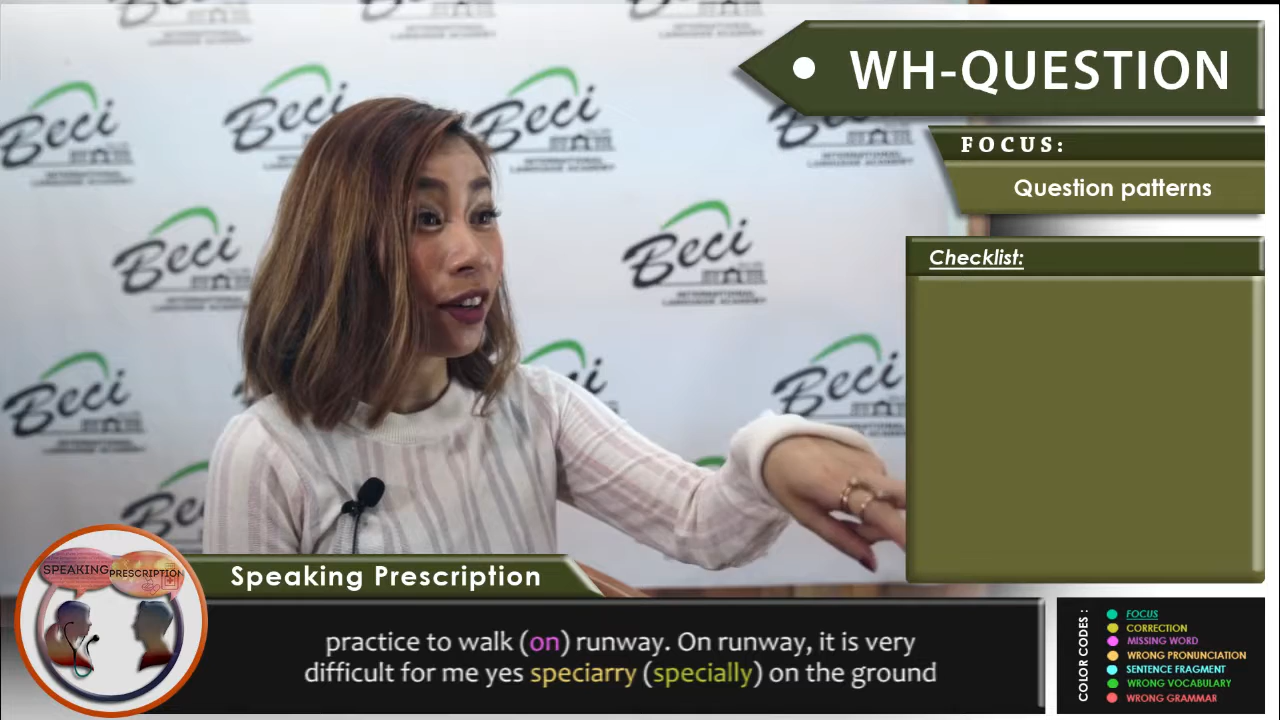 WH-QUESTION
FOCUS:
Question patterns
Checklist:
Beci
INTERNATIONAL
LANGUAGE ACADEMY
SPEAKING
PRESCRIPTION
Speaking Prescription
practice to walk (on) runway. On runway, it is very
difficult for me yes speciarry (specially) on the ground
COLOR CODES :
FOCUS
CORRECTION
MISSING WORD
WRONG PRONUNCIATION
SENTENCE FRAGMENT
WRONG VOCABULARY
WRONG GRAMMAR